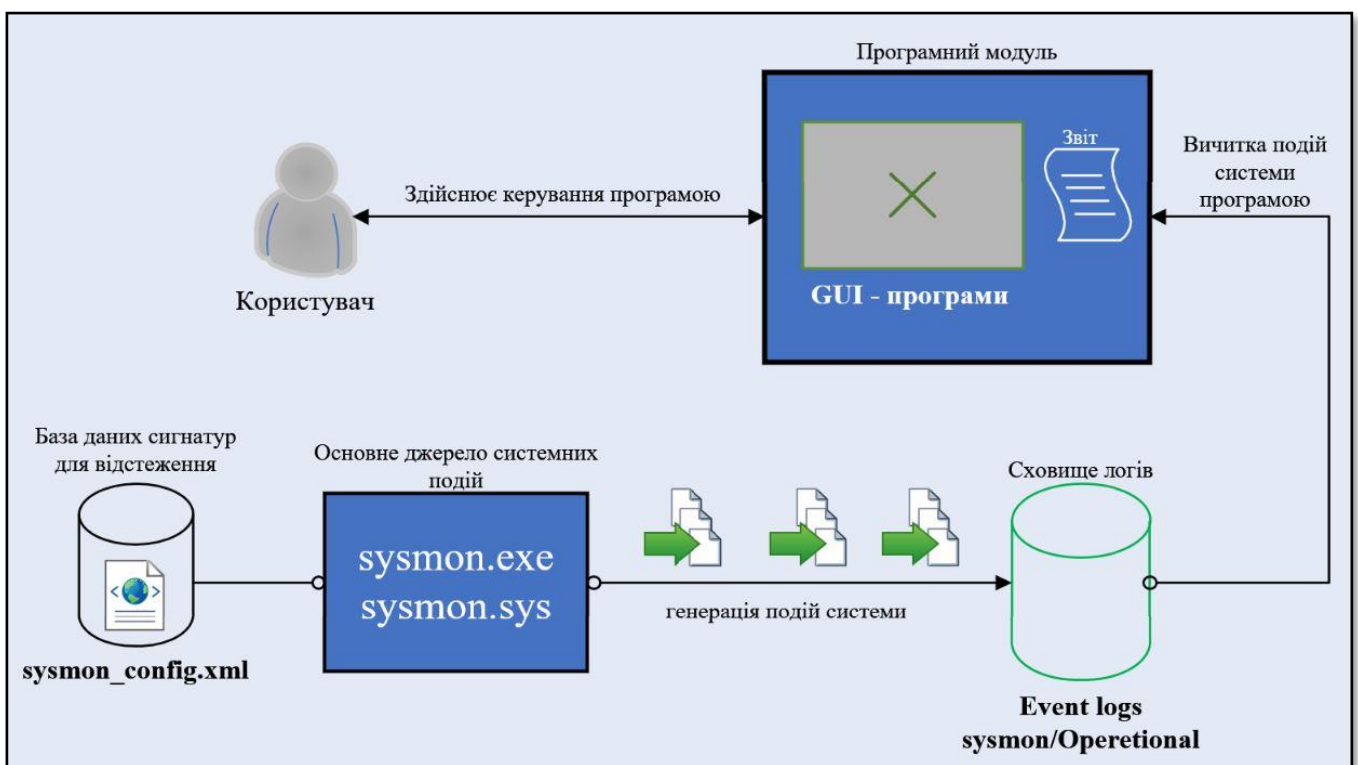 Програмний модуль
Звіт
GUI - програми
Вичитка подій
системи
програмою
Здійснює керування програмою
Користувач
База даних сигнатур
для відстеження
sysmon_config.xml
Основне джерело системних
подій
sysmon.exe
sysmon.sys
генерація подій системи
Сховище логів
Event logs
sysmon/Operetional